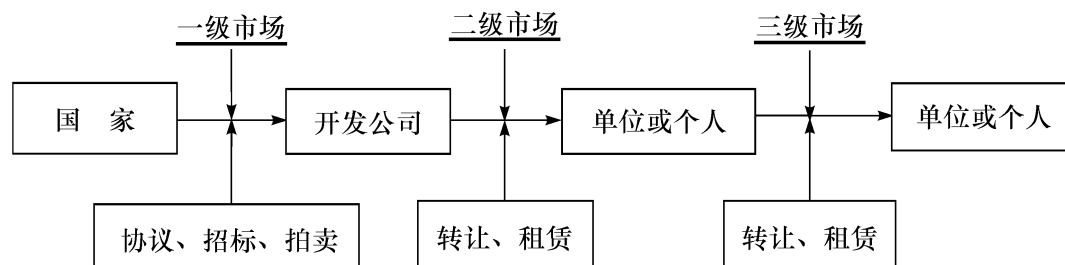 一级市场
二级市场
三级市场
国 家
开发公司
单位或个人
单位或个人
协议、招标、拍卖
转让、租赁
转让、租赁